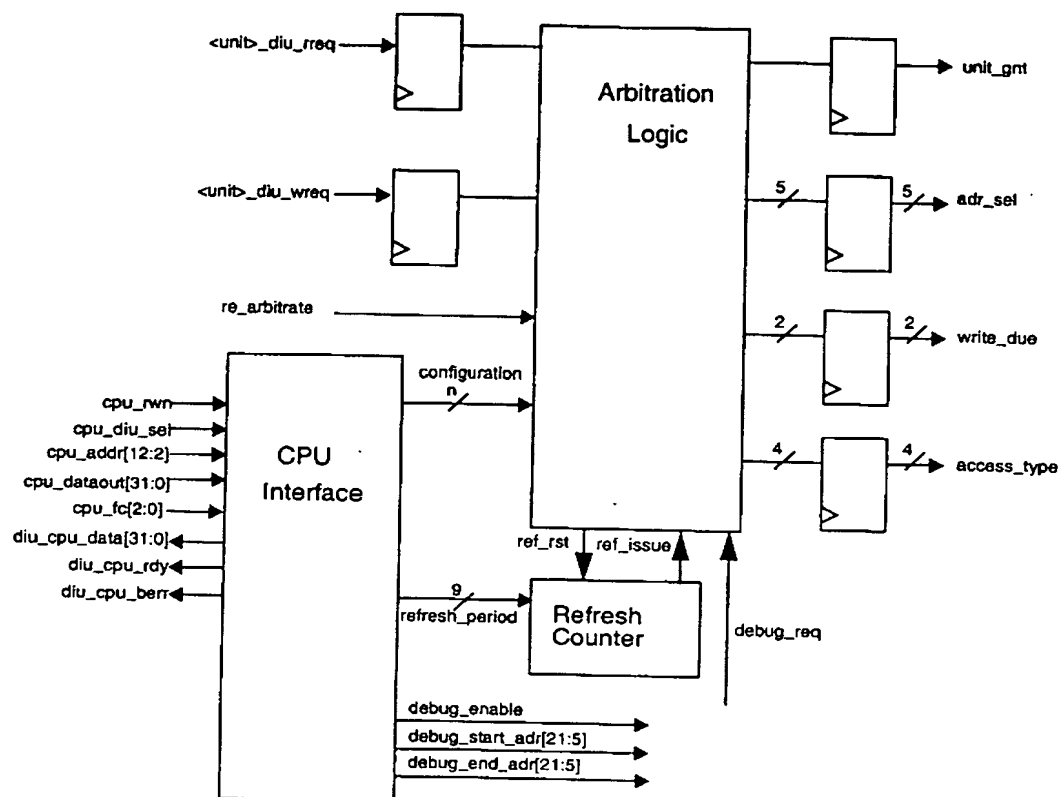 <unit>_diu_rreq
Arbitration
Logic
unit_gnt
<unit>_diu_wreq
5
5
adr_sel
re_arbitrate
2
2
write_due
configuration
n
cpu_rwn
cpu_diu_sel
cpu_addr[12:2]
cpu_dataout[31:0]
cpu_fc[2:0]
diu_cpu_data[31:0]
diu_cpu_rdy
diu_cpu_berr
CPU
Interface
4
4
access_type
ref_rst
ref_issue
9
refresh_period
Refresh
Counter
debug_req
debug_enable
debug_start_adr[21:5]
debug_end_adr[21:5]